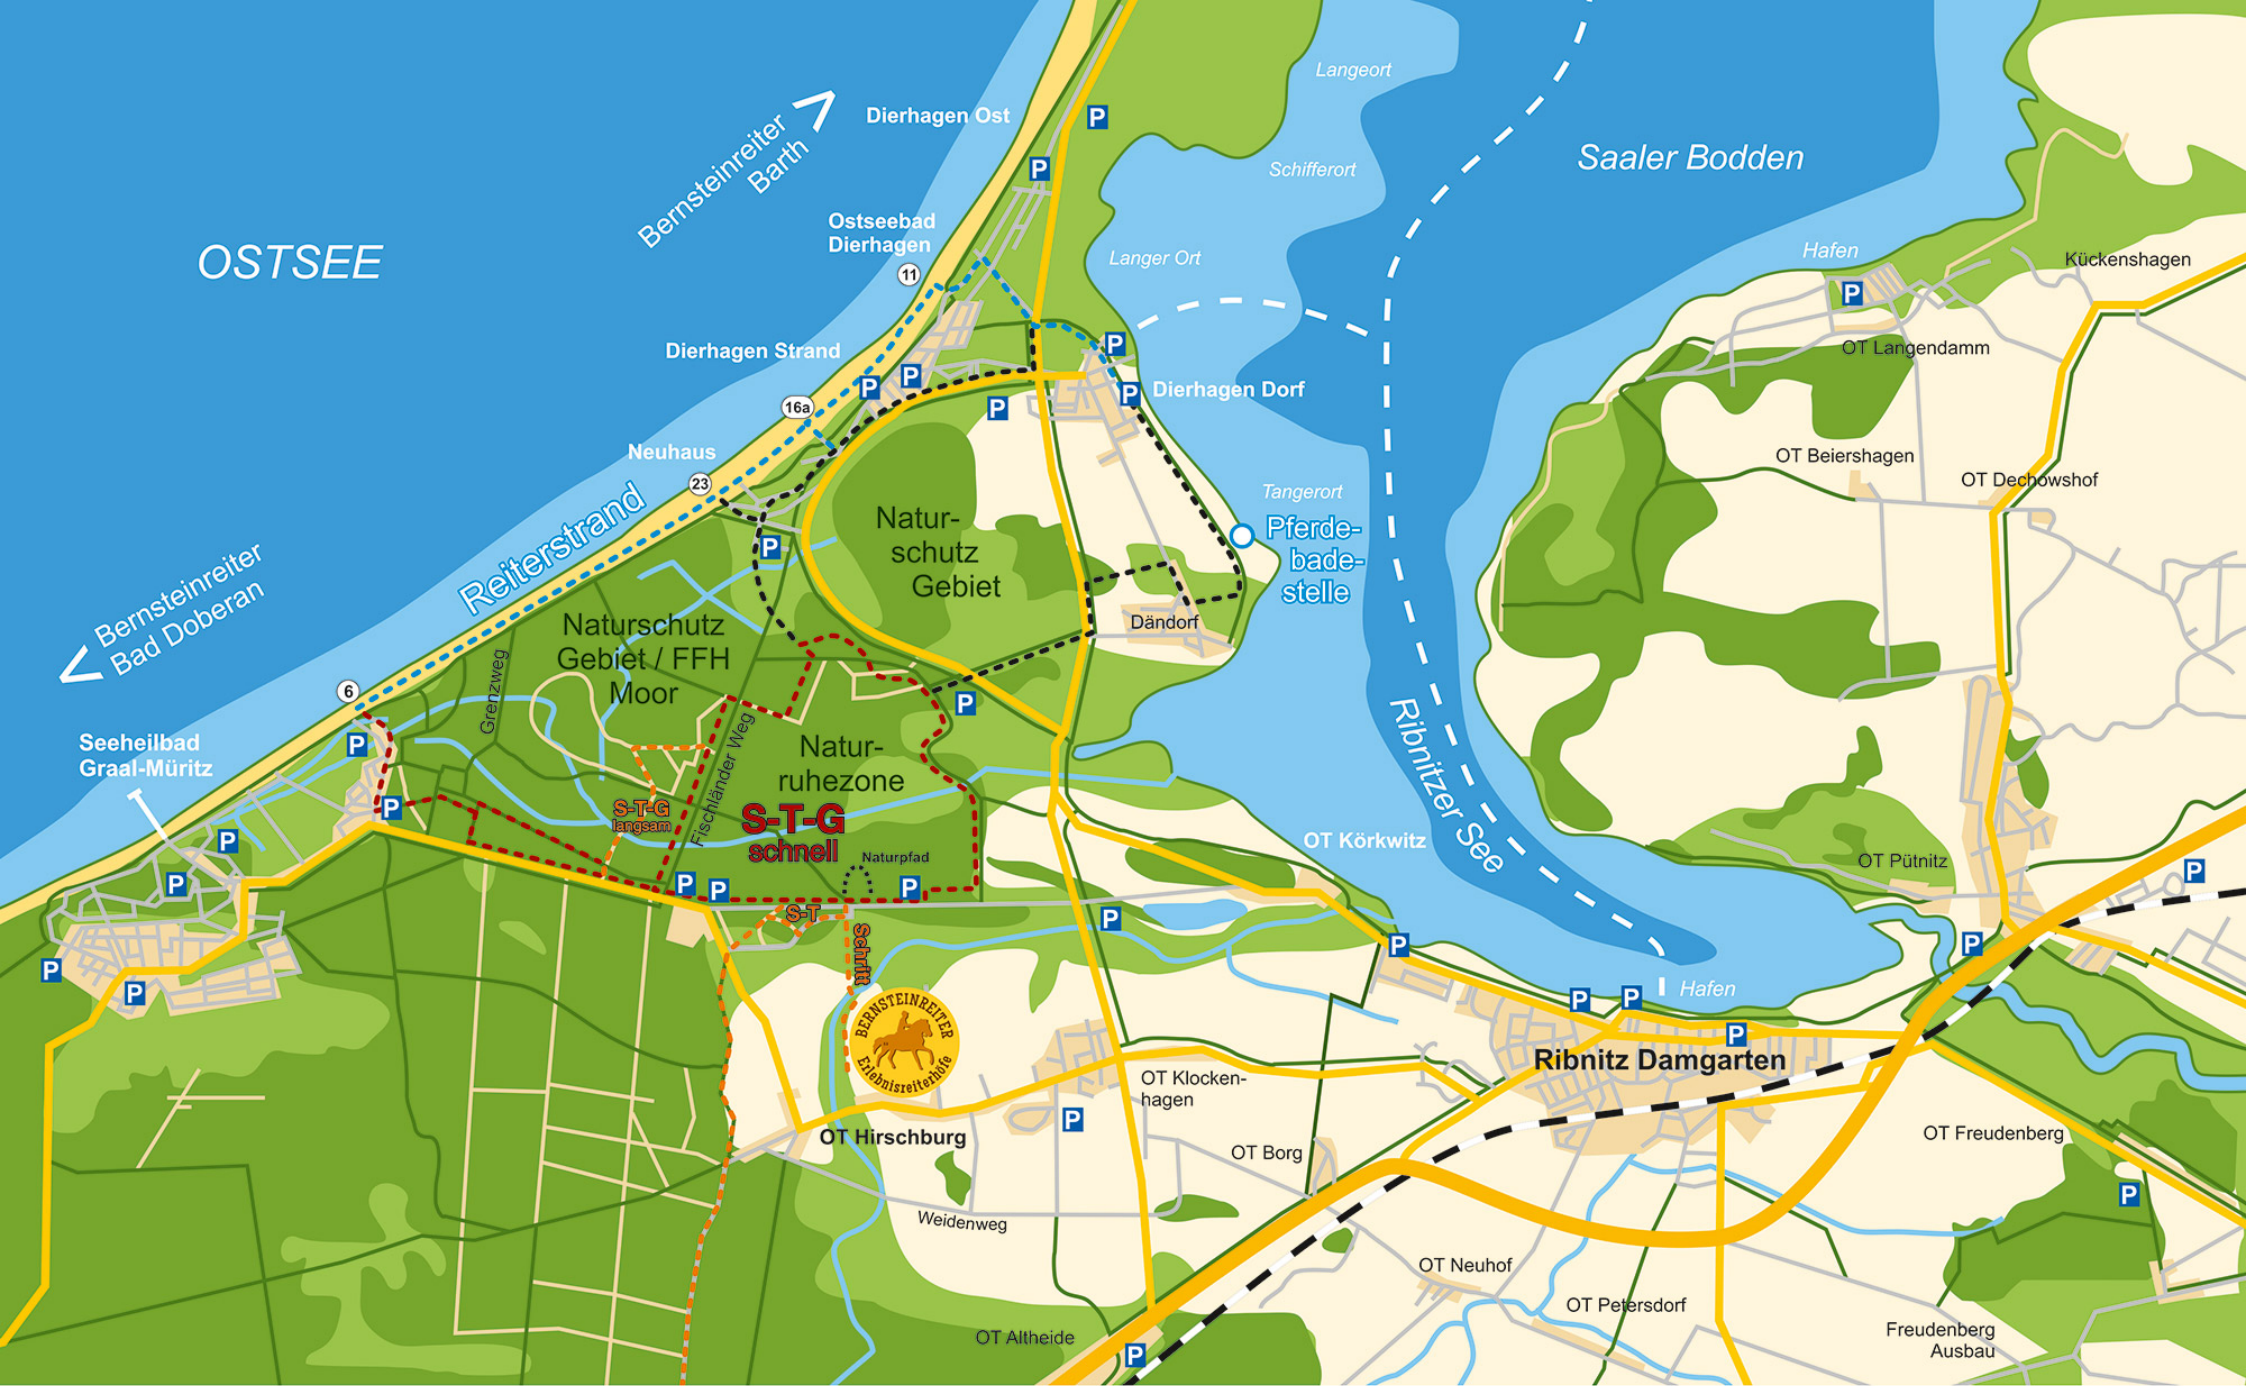 Langeort
Dierhagen Ost
P
P
Bernsteinreiter
Barth
Schifferort
Saaler Bodden
Ostseebad
Dierhagen
OSTSEE
11
Langer Ort
Hafen
P
Kückenshagen
Dierhagen Strand
P
OT Langendamm
P
P
P
P
Dierhagen Dorf
16a
Neuhaus
23
OT Beiershagen
OT Dechowshof
Reiterstrand
Tangerort
Natur-
schutz
Gebiet
Pferde-
bade-
stelle
P
Bernsteinreiter
Bad Doberan
Naturschutz
Gebiet / FFH
Moor
Dändorf
Grenzweg
6
P
Seeheilbad
Graal-Müritz
P
Fischländer Weg
Natur-
ruhezone
Ribnitzer See
S-T-G
langsam
S-T-G
schnell
P
P
Naturpfad
OT Körkwitz
OT Pütnitz
P
P
P
P
P
S-T
P
Schritt
P
P
P
P
P
P
Hafen
BERNSTEINREITER
Erlebnisreiterhöfe
P
Ribnitz Damgarten
OT Klocken-
hagen
P
OT Hirschburg
OT Borg
OT Freudenberg
P
Weidenweg
OT Neuhof
OT Petersdorf
OT Altheide
P
Freudenberg
Ausbau